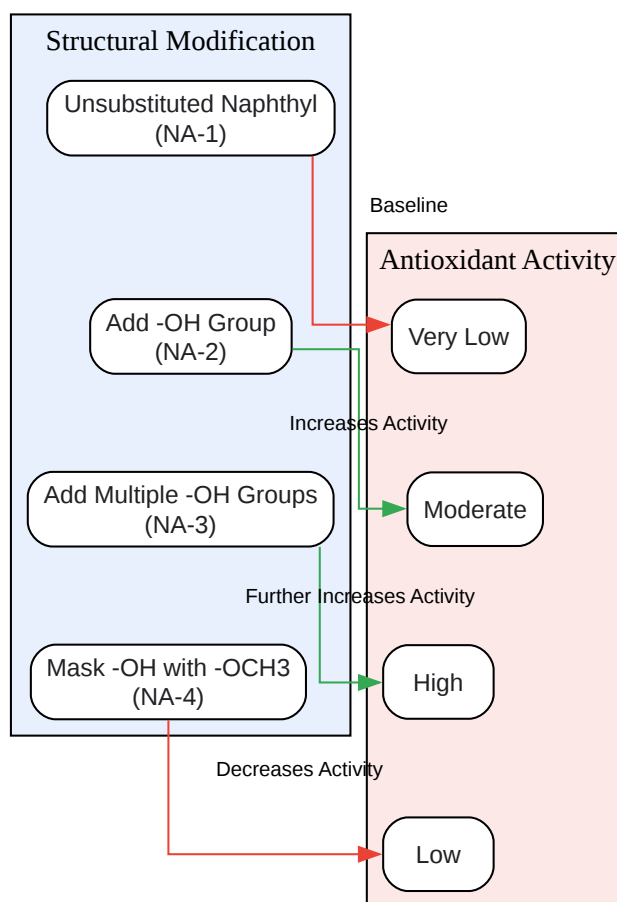 Structural Modification
Unsubstituted Naphthyl
(NA-1)
Baseline
Antioxidant Activity
Add -OH Group
(NA-2)
Very Low
Increases Activity
Add Multiple -OH Groups
(NA-3)
Moderate
Further Increases Activity
Mask -OH with -OCH3
(NA-4)
High
Decreases Activity
Low